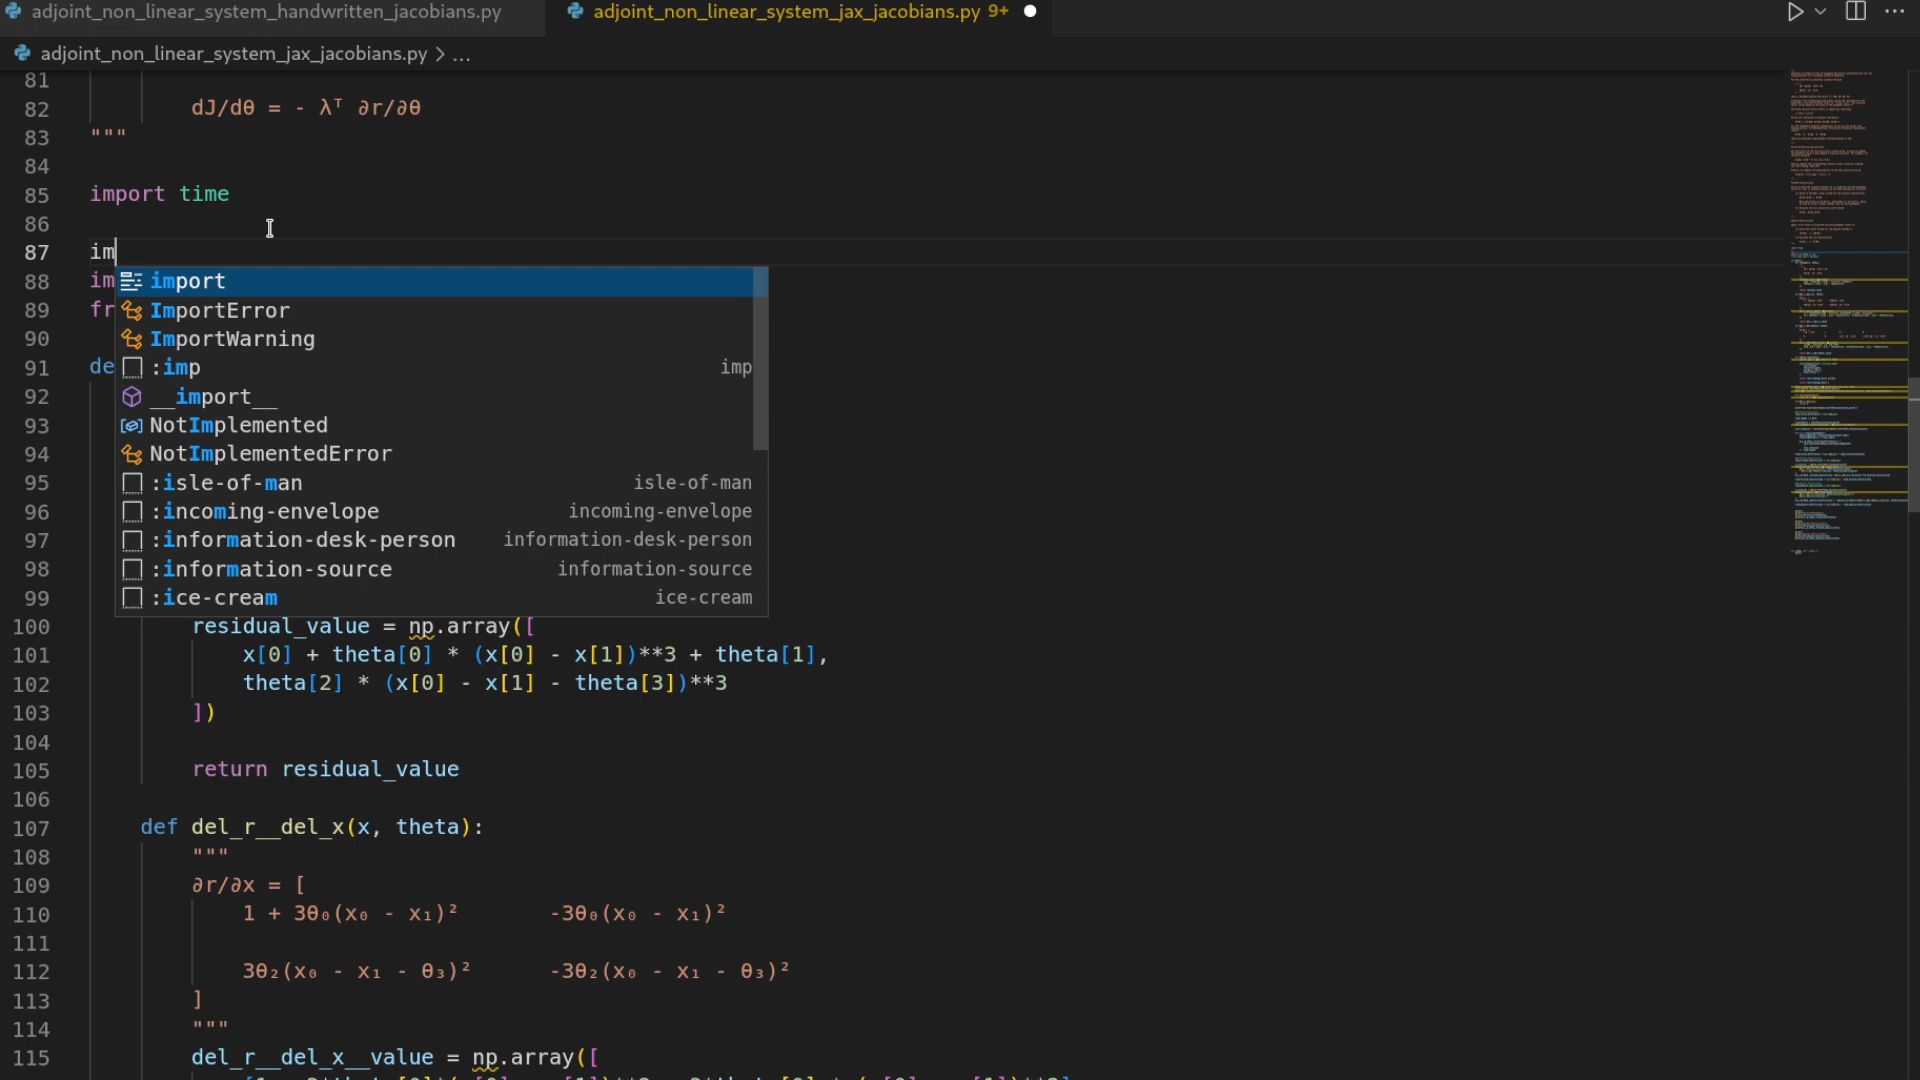 adjoint_non_linear_system_handwritten_jacobians.py
adjoint_non_linear_system_jax_jacobians.py 9+
adjoint_non_linear_system_jax_jacobians.py > ...
81
82 dJ/dθ = - λᵀ ∂r/∂θ
83 """
84
85 import time
86
87 im
88 im
89 fr
90
91 de
92
93
94
95
96
97
98
99
import
ImportError
ImportWarning
:imp imp
__import__
NotImplemented
NotImplementedError
:isle-of-man isle-of-man
:incoming-envelope incoming-envelope
:information-desk-person information-desk-person
:information-source information-source
:ice-cream ice-cream
100 residual_value = np.array([
101 x[0] + theta[0] * (x[0] - x[1])**3 + theta[1],
102 theta[2] * (x[0] - x[1] - theta[3])**3
103 ])
104
105 return residual_value
106
107 def del_r__del_x(x, theta):
108 """
109 ∂r/∂x = [
110 1 + 3θ₀(x₀ - x₁)² -3θ₀(x₀ - x₁)²
111
112 3θ₂(x₀ - x₁ - θ₃)² -3θ₂(x₀ - x₁ - θ₃)²
113 ]
114 """
115 del_r__del_x__value = np.array([